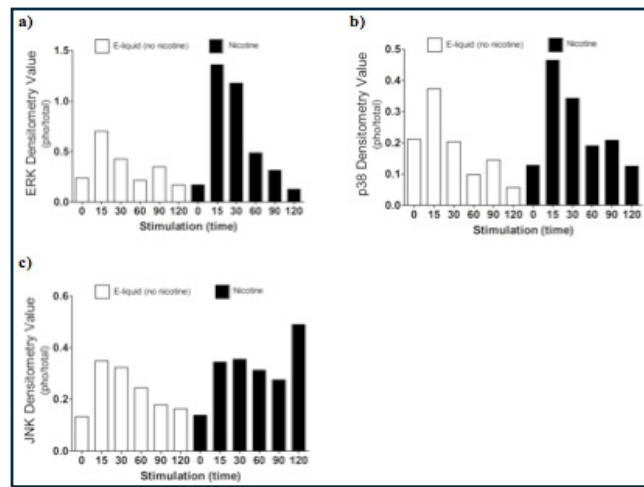 a)
E-liquid (no nicotine) Nicotine
ERK Densitometry Value
(pho/total)
1.5
1.0
0.5
0.0
0 15 30 60 90 120 0 15 30 60 90 120
Stimulation (time)
b)
E-liquid (no nicotine) Nicotine
p38 Densitometry Value
(pho/total)
0.5
0.4
0.3
0.2
0.1
0.0
0 15 30 60 90 120 0 15 30 60 90 120
Stimulation (time)
c)
E-liquid (no nicotine) Nicotine
JNK Densitometry Value
(pho/total)
0.6
0.4
0.2
0.0
0 15 30 60 90 120 0 15 30 60 90 120
Stimulation (time)